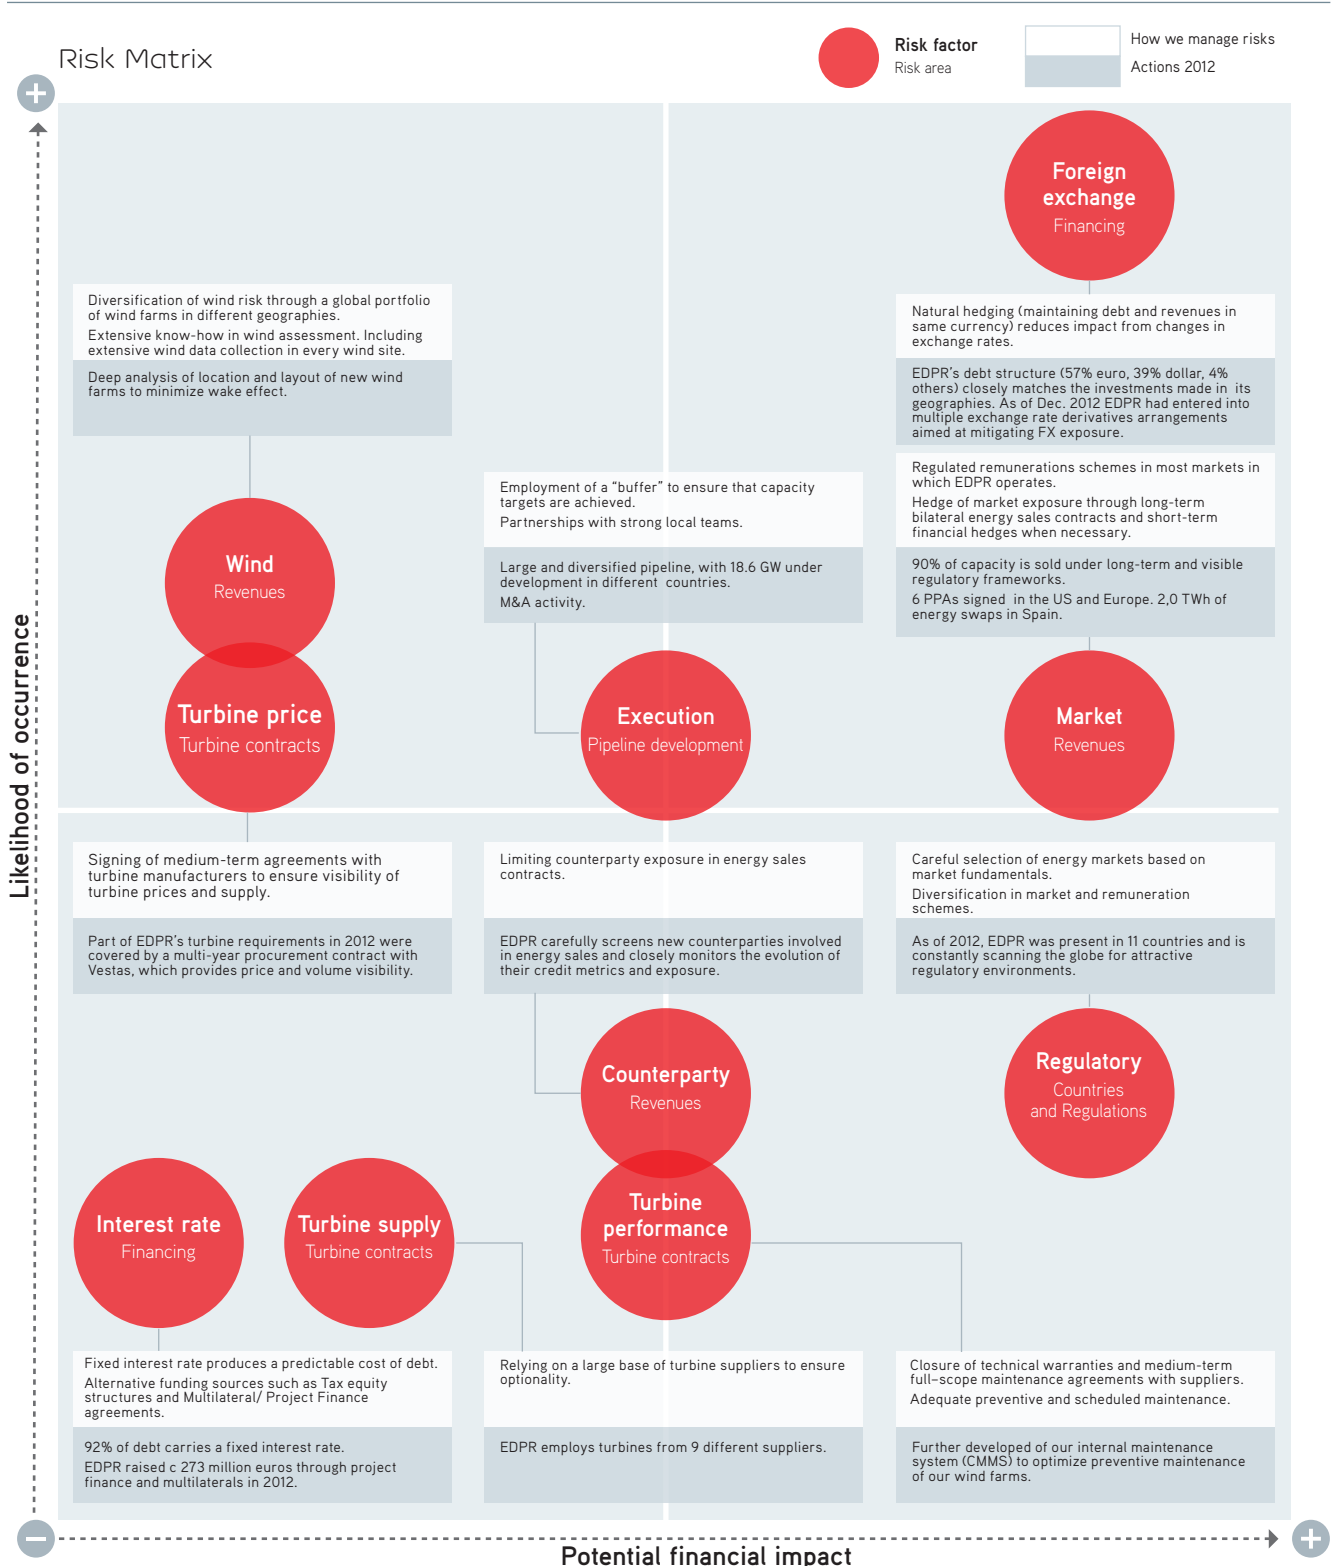 Risk Matrix
Risk factor
Risk area
How we manage risks
Actions 2012
Foreign
exchange
Financing
Diversification of wind risk through a global portfolio
of wind farms in different geographies.
Extensive know-how in wind assessment. Including
extensive wind data collection in every wind site.
Deep analysis of location and layout of new wind
farms to minimize wake effect.
Natural hedging (maintaining debt and revenues in
same currency) reduces impact from changes in
exchange rates.
EDPR's debt structure (57% euro, 39% dollar, 4%
others) closely matches the investments made in its
geographies. As of Dec. 2012 EDPR had entered into
multiple exchange rate derivatives arrangements
aimed at mitigating FX exposure.
Employment of a “buffer” to ensure that capacity
targets are achieved.
Partnerships with strong local teams.
Large and diversified pipeline, with 18.6 GW under
development in different countries.
M&A activity.
Regulated remunerations schemes in most markets in
which EDPR operates.
Hedge of market exposure through long-term
bilateral energy sales contracts and short-term
financial hedges when necessary.
90% of capacity is sold under long-term and visible
regulatory frameworks.
6 PPAs signed in the US and Europe. 2,0 TWh of
energy swaps in Spain.
Wind
Revenues
Turbine price
Turbine contracts
Execution
Pipeline development
Market
Revenues
Likelihood of occurrence
Signing of medium-term agreements with
turbine manufacturers to ensure visibility of
turbine prices and supply.
Part of EDPR's turbine requirements in 2012 were
covered by a multi-year procurement contract with
Vestas, which provides price and volume visibility.
Limiting counterparty exposure in energy sales
contracts.
EDPR carefully screens new counterparties involved
in energy sales and closely monitors the evolution of
their credit metrics and exposure.
Careful selection of energy markets based on
market fundamentals.
Diversification in market and remuneration
schemes.
As of 2012, EDPR was present in 11 countries and is
constantly scanning the globe for attractive
regulatory environments.
Counterparty
Revenues
Regulatory
Countries
and Regulations
Interest rate
Financing
Turbine supply
Turbine contracts
Turbine
performance
Turbine contracts
Fixed interest rate produces a predictable cost of debt.
Alternative funding sources such as Tax equity
structures and Multilateral/ Project Finance
agreements.
92% of debt carries a fixed interest rate.
EDPR raised c 273 million euros through project
finance and multilaterals in 2012.
Relying on a large base of turbine suppliers to ensure
optionality.
EDPR employs turbines from 9 different suppliers.
Closure of technical warranties and medium-term
full–scope maintenance agreements with suppliers.
Adequate preventive and scheduled maintenance.
Further developed of our internal maintenance
system (CMMS) to optimize preventive maintenance
of our wind farms.
Potential financial impact